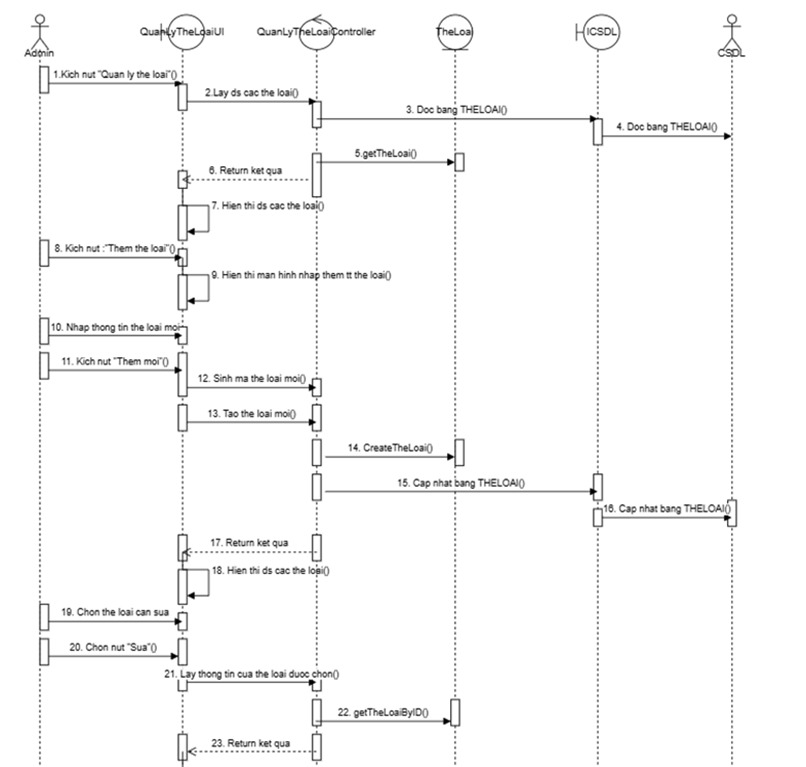 Admin
QuanLyTheLoaiUI
QuanLyTheLoaiController
TheLoai
ICSDL
CSDL
1.Kich nut "Quan ly the loai"()
2.Lay ds cac the loai()
3. Doc bang THELOAI()
4. Doc bang THELOAI()
5.getTheLoai()
6. Return ket qua
7. Hien thi ds cac the loai()
8. Kich nut :"Them the loai"()
9. Hien thi man hinh nhap them tt the loai()
10. Nhap thong tin the loai moi
11. Kich nut "Them moi"()
12. Sinh ma the loai moi()
13. Tao the loai moi()
14. CreateTheLoai()
15. Cap nhat bang THELOAI()
16. Cap nhat bang THELOAI()
17. Return ket qua
18. Hien thi ds cac the loai()
19. Chon the loai can sua
20. Chon nut "Sua"()
21. Lay thong tin cua the loai duoc chon()
22. getTheLoaiByID()
23. Return ket qua